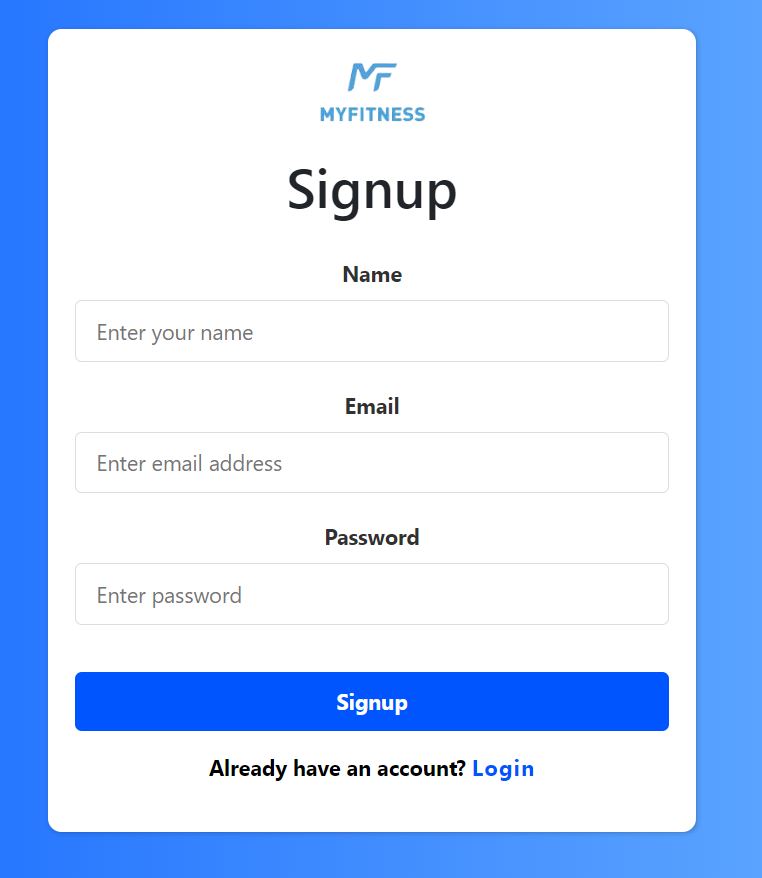 MF
MYFITNESS
Signup
Name
Enter your name
Email
Enter email address
Password
Enter password
Signup
Already have an account? Login